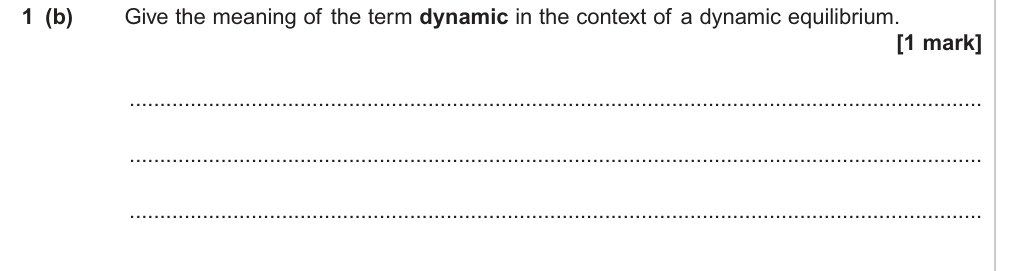 1 (b) Give the meaning of the term dynamic in the context of a dynamic equilibrium.
[1 mark]